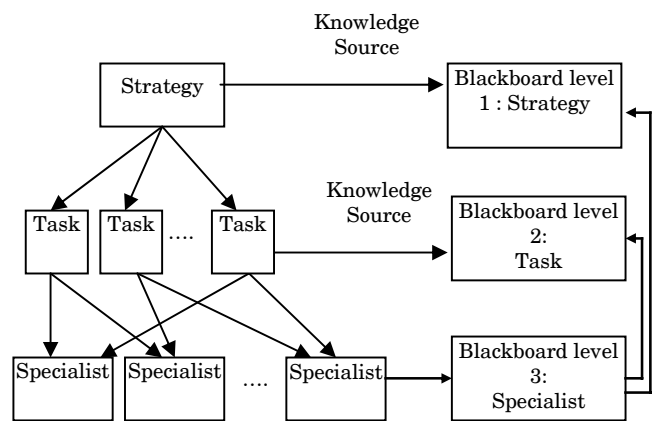 Knowledge
Source
Strategy
Blackboard level
1 : Strategy
Knowledge
Source
Task
Task
....
Task
Blackboard level
2:
Task
Specialist
Specialist
....
Specialist
Blackboard level
3:
Specialist